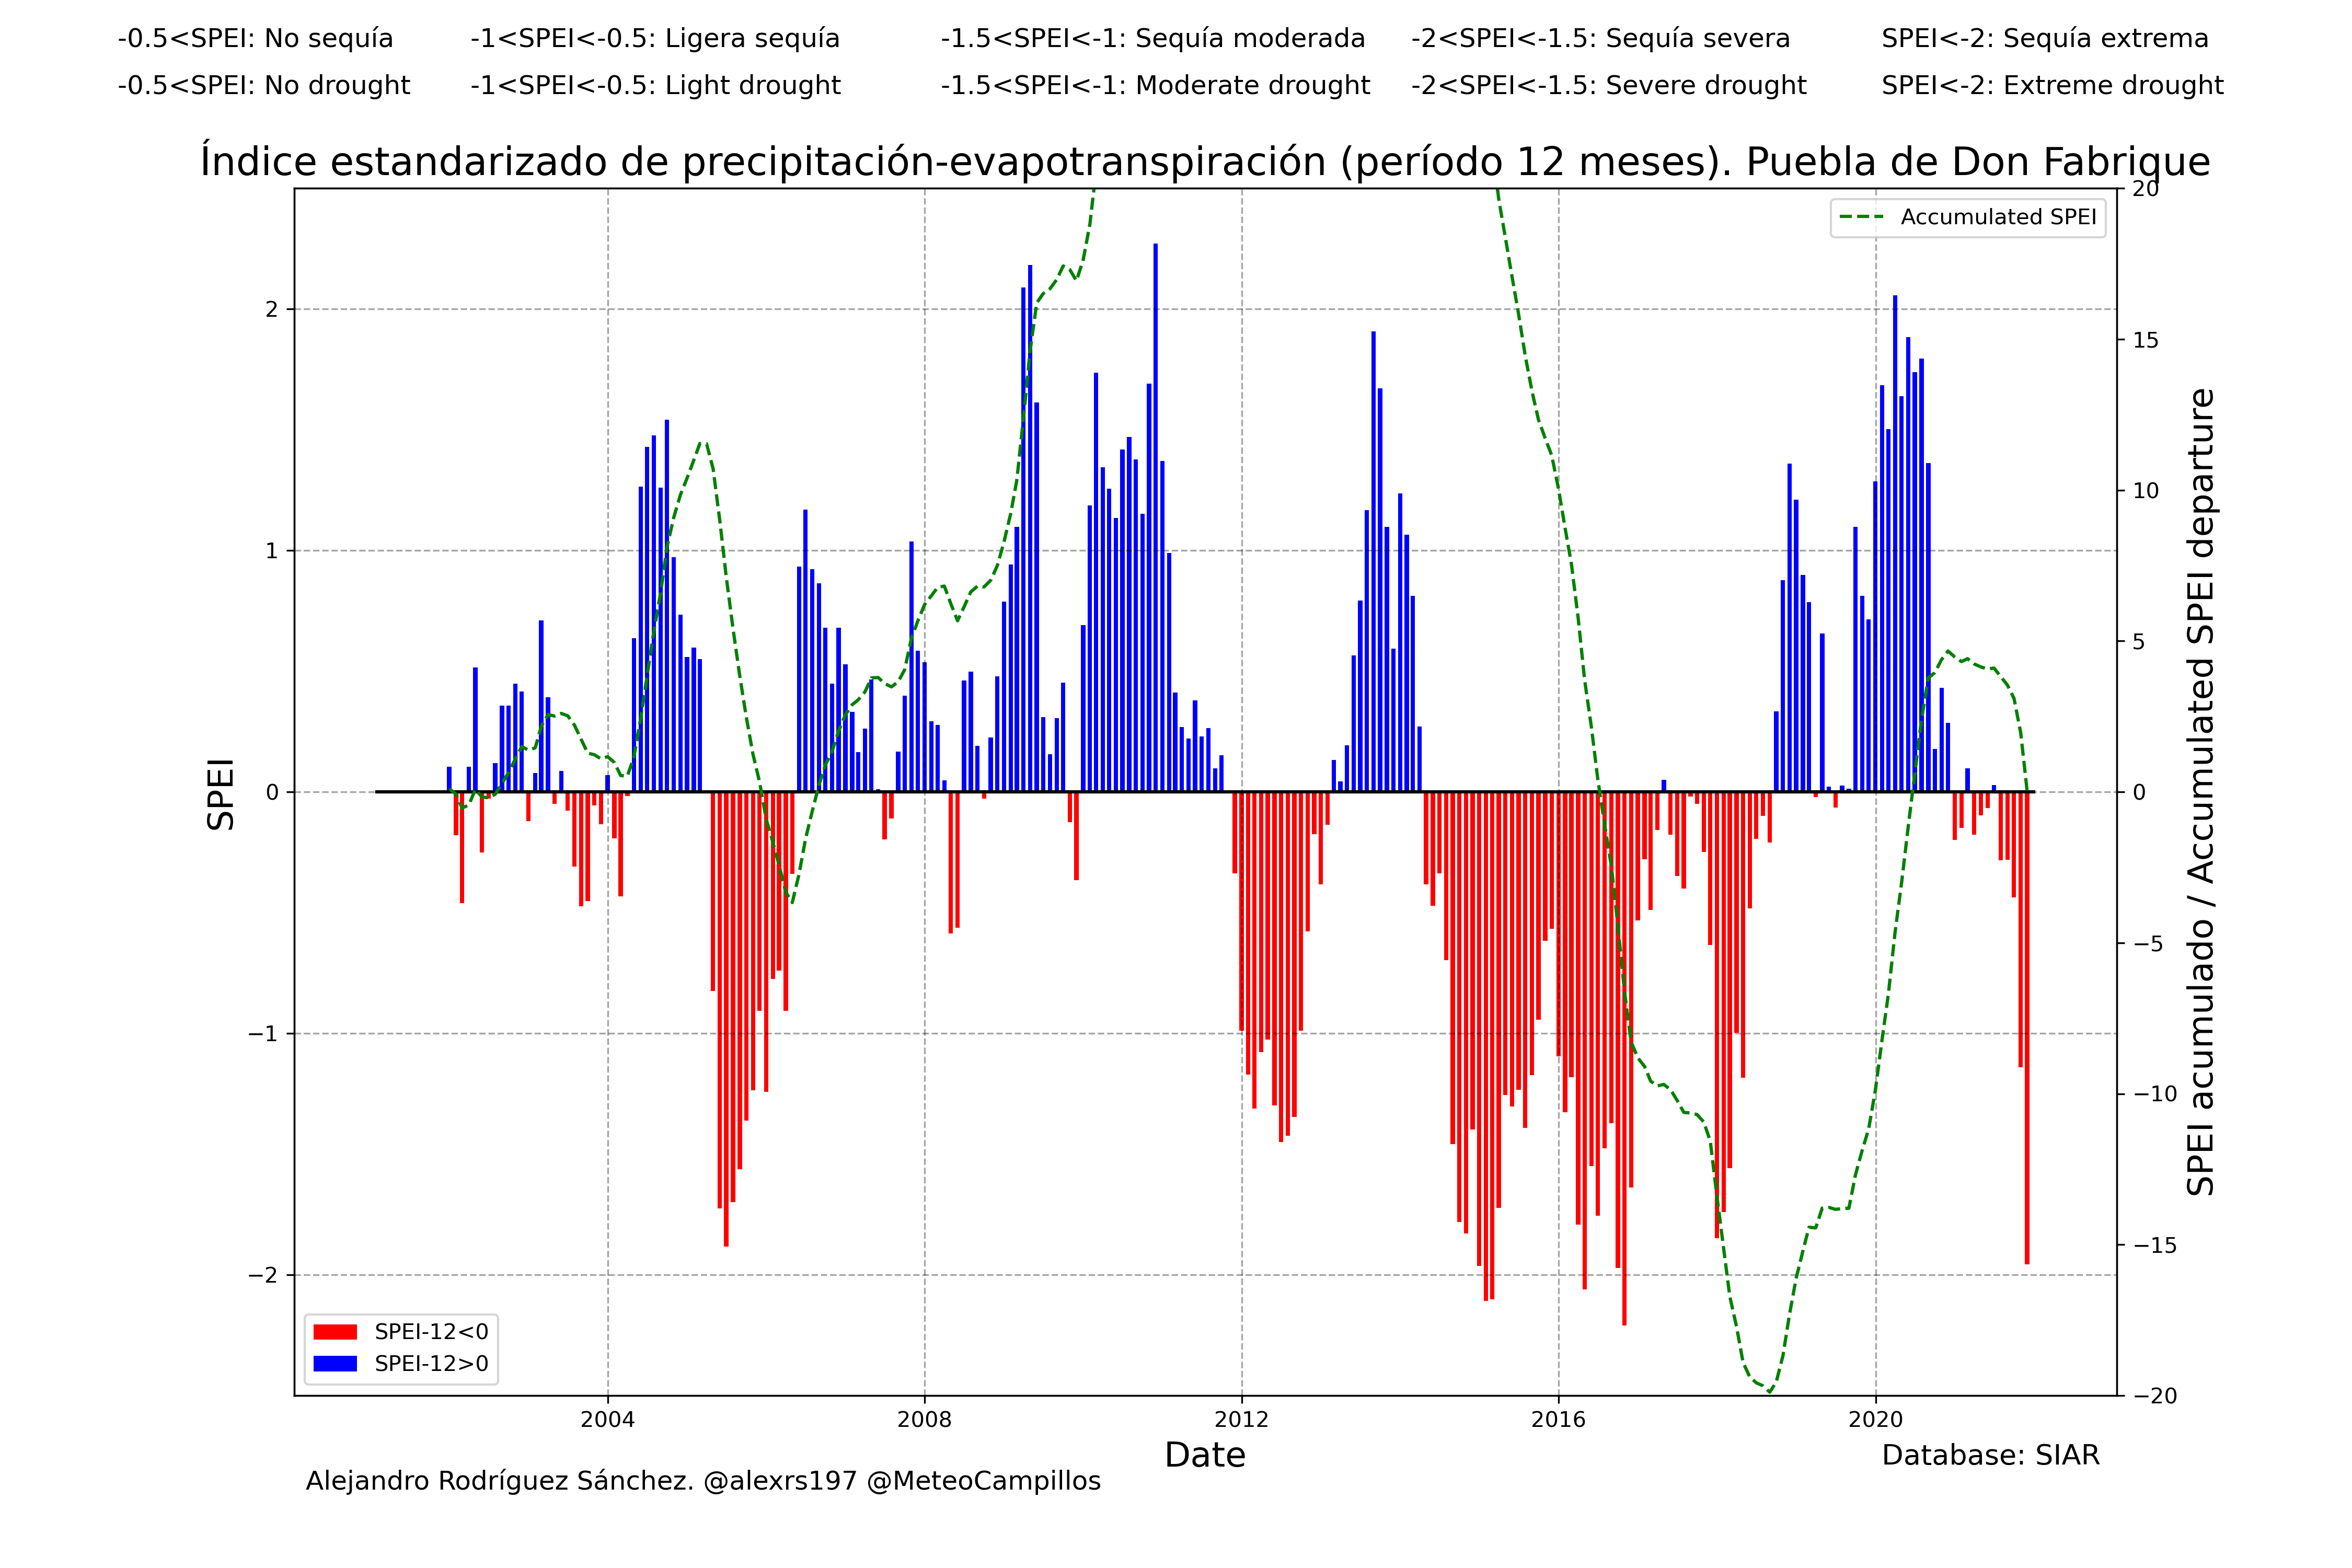 -0.5<SPEI: No sequía -1<SPEI<-0.5: Ligera sequía -1.5<SPEI<-1: Sequía moderada -2<SPEI<-1.5: Sequía severa SPEI<-2: Sequía extrema
-0.5<SPEI: No drought -1<SPEI<-0.5: Light drought -1.5<SPEI<-1: Moderate drought -2<SPEI<-1.5: Severe drought SPEI<-2: Extreme drought
Índice estandarizado de precipitación-evapotranspiración (período 12 meses). Puebla de Don Fabrique
Accumulated SPEI
SPEI
2
1
0
−1
−2
20
15
10
5
0
−5
−10
−15
−20
SPEI acumulado / Accumulated SPEI departure
SPEI-12<0
SPEI-12>0
2004 2008 2012 2016 2020
Date
Database: SIAR
Alejandro Rodríguez Sánchez. @alexrs197 @MeteoCampillos